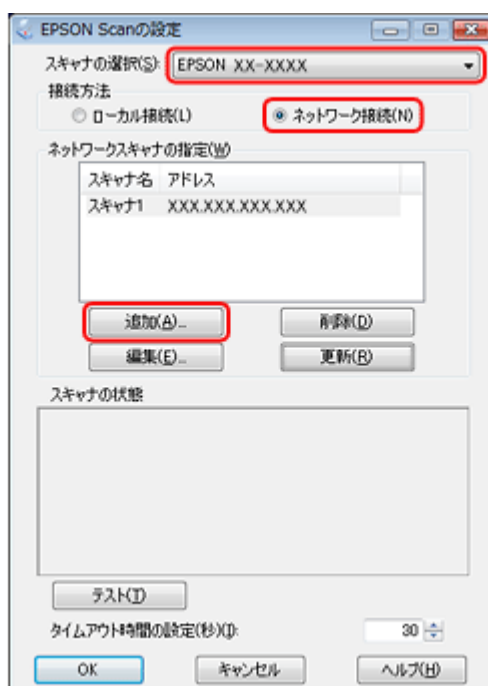 EPSON Scanの設定
スキャナの選択(S): EPSON XX-XXXX
接続方法
ローカル接続(L) ネットワーク接続(N)
ネットワークスキャナの指定(W)
スキャナ名 アドレス
スキャナ1 XXX.XXX.XXX.XXX
追加(A)... 削除(D)
編集(E)... 更新(R)
スキャナの状態
テスト(T)
タイムアウト時間の設定(秒)(I): 30
OK キャンセル ヘルプ(H)